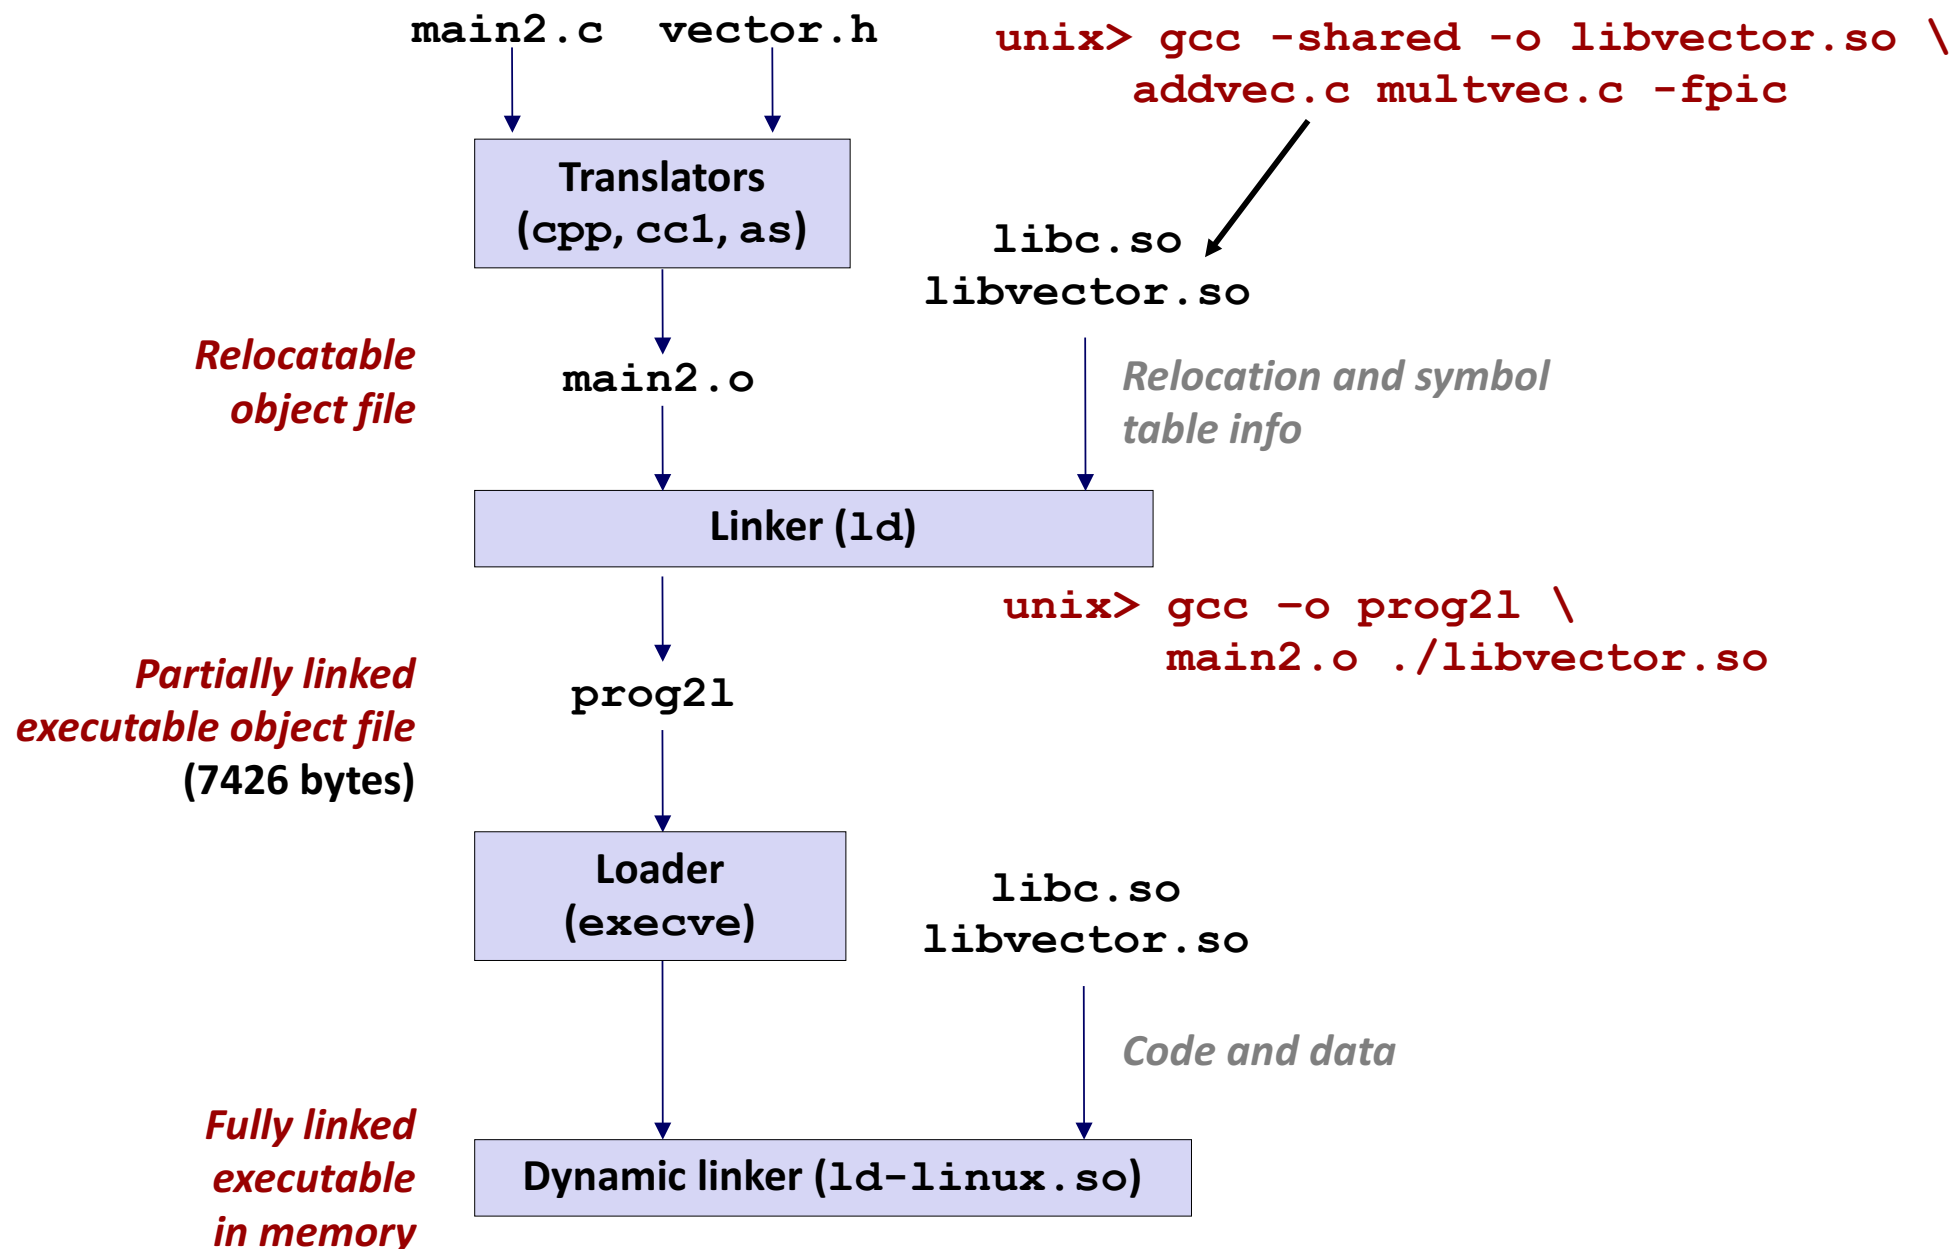 main2.c vector.h
unix> gcc -shared -o libvector.so \
addvec.c multvec.c -fpic
Translators
(cpp, cc1, as)
libc.so
libvector.so
Relocatable
object file
main2.o
Relocation and symbol
table info
Linker (ld)
unix> gcc –o prog2l \
main2.o ./libvector.so
Partially linked
executable object file
(7426 bytes)
prog2l
Loader
(execve)
libc.so
libvector.so
Code and data
Fully linked
executable
in memory
Dynamic linker (ld-linux.so)